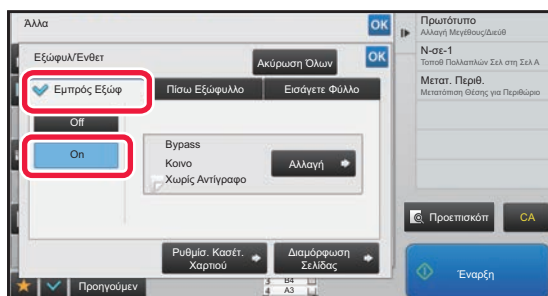 Άλλα
OK
Εξώφυλ/Ένθετ
Ακύρωση Όλων
OK
Εμπρός Εξώφ
Πίσω Εξώφυλλο
Εισάγετε Φύλλο
Off
On
Bypass
Κοινο
Χωρίς Αντίγραφο
Αλλαγή
Ρυθμίσ. Κασέτ.
Χαρτιού
Διαμόρφωση
Σελίδας
Προηγούμεν
B4
4 A3
Πρωτότυπο
Αλλαγή Μεγέθους/Διεύθ
N-σε-1
Τοποθ Πολλαπλών Σελ στη Σελ Α
Μετατ. Περιθ.
Μετατόπιση Θέσης για Περιθώριο
Προεπισκόπ
CA
Έναρξη